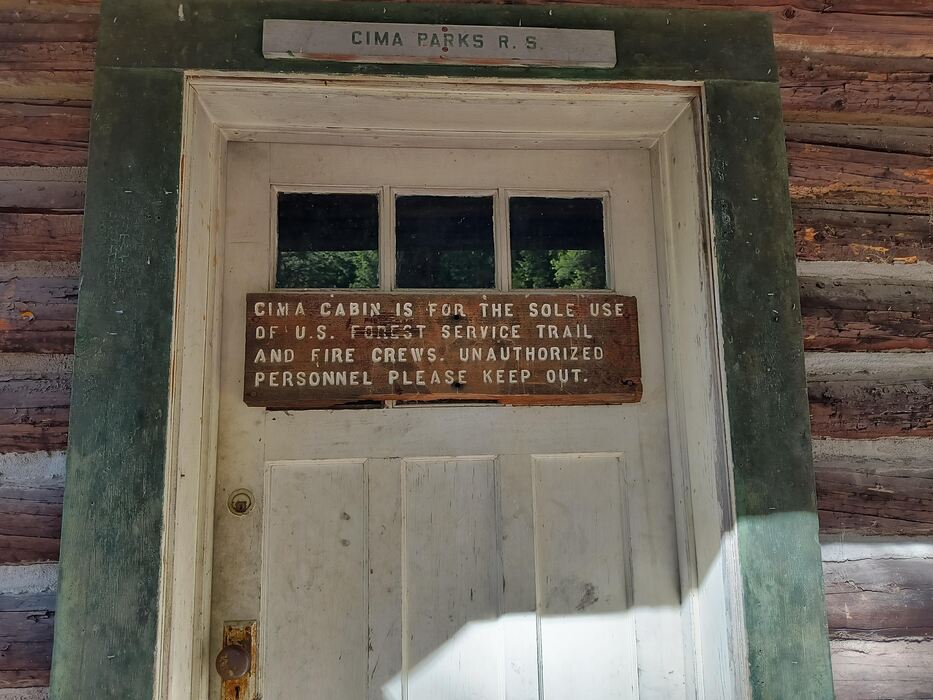 CIMA PARKS R. S.
CIMA CABIN IS FOR THE SOLE USE
OF U.S. FOREST SERVICE TRAIL
AND FIRE CREWS. UNAUTHORIZED
PERSONNEL PLEASE KEEP OUT.